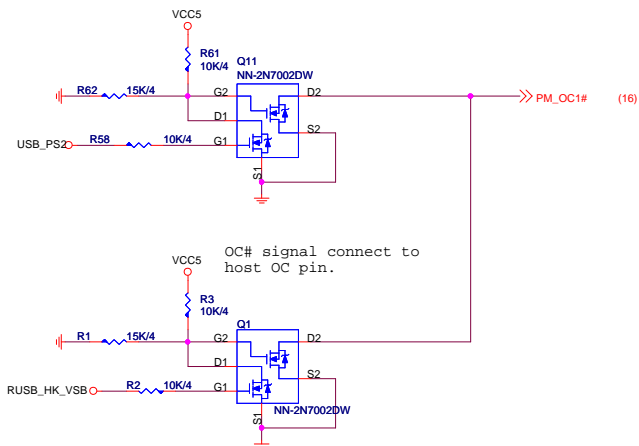 VCC5
R61
10K/4
Q11
NN-2N7002DW
R62
15K/4
G2
D2
PM_OC1#
(16)
D1
S2
USB_PS2
R58
10K/4
G1
S1
OC# signal connect to
host OC pin.
VCC5
R3
10K/4
Q1
R1
15K/4
G2
D2
D1
S2
RUSB_HK_VSB
R2
10K/4
G1
NN-2N7002DW
S1